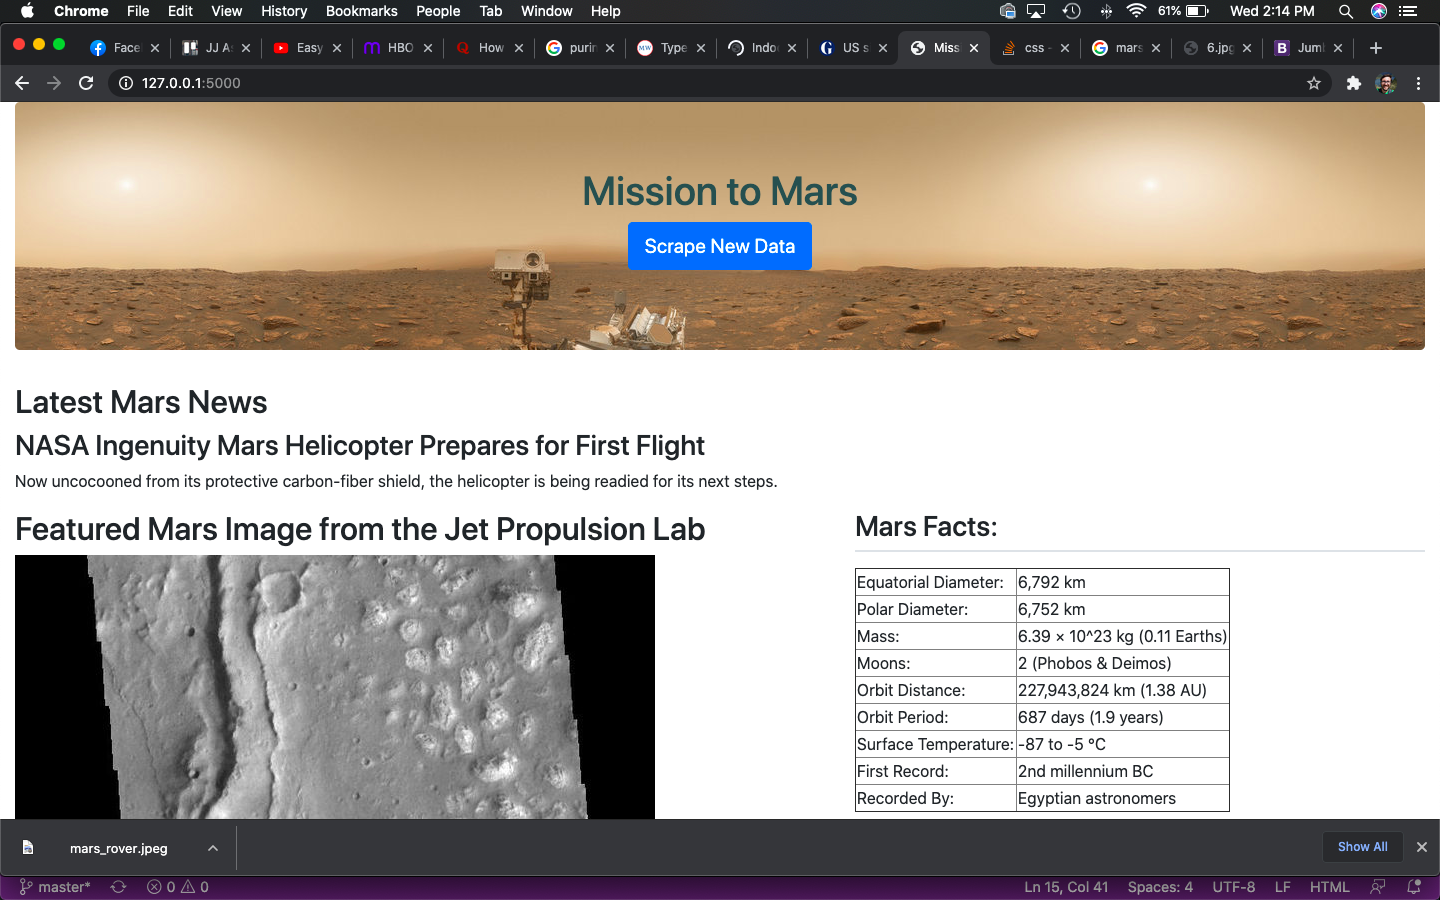 Chrome File Edit View History Bookmarks People Tab Window Help 61% Wed 2:14 PM
Face JJ A Easy HBO Q How G purin MW Type Indo G US s Miss css - G mars 6.jpg B Jum
127.0.0.1:5000
Mission to Mars
Scrape New Data
Latest Mars News
NASA Ingenuity Mars Helicopter Prepares for First Flight
Now uncocooned from its protective carbon-fiber shield, the helicopter is being readied for its next steps.
Featured Mars Image from the Jet Propulsion Lab
Mars Facts:
Equatorial Diameter: 6,792 km
Polar Diameter: 6,752 km
Mass: 6.39 × 10^23 kg (0.11 Earths)
Moons: 2 (Phobos & Deimos)
Orbit Distance: 227,943,824 km (1.38 AU)
Orbit Period: 687 days (1.9 years)
Surface Temperature: -87 to -5 °C
First Record: 2nd millennium BC
Recorded By: Egyptian astronomers
mars_rover.jpeg Show All
master* 0 0 Ln 15, Col 41 Spaces: 4 UTF-8 LF HTML